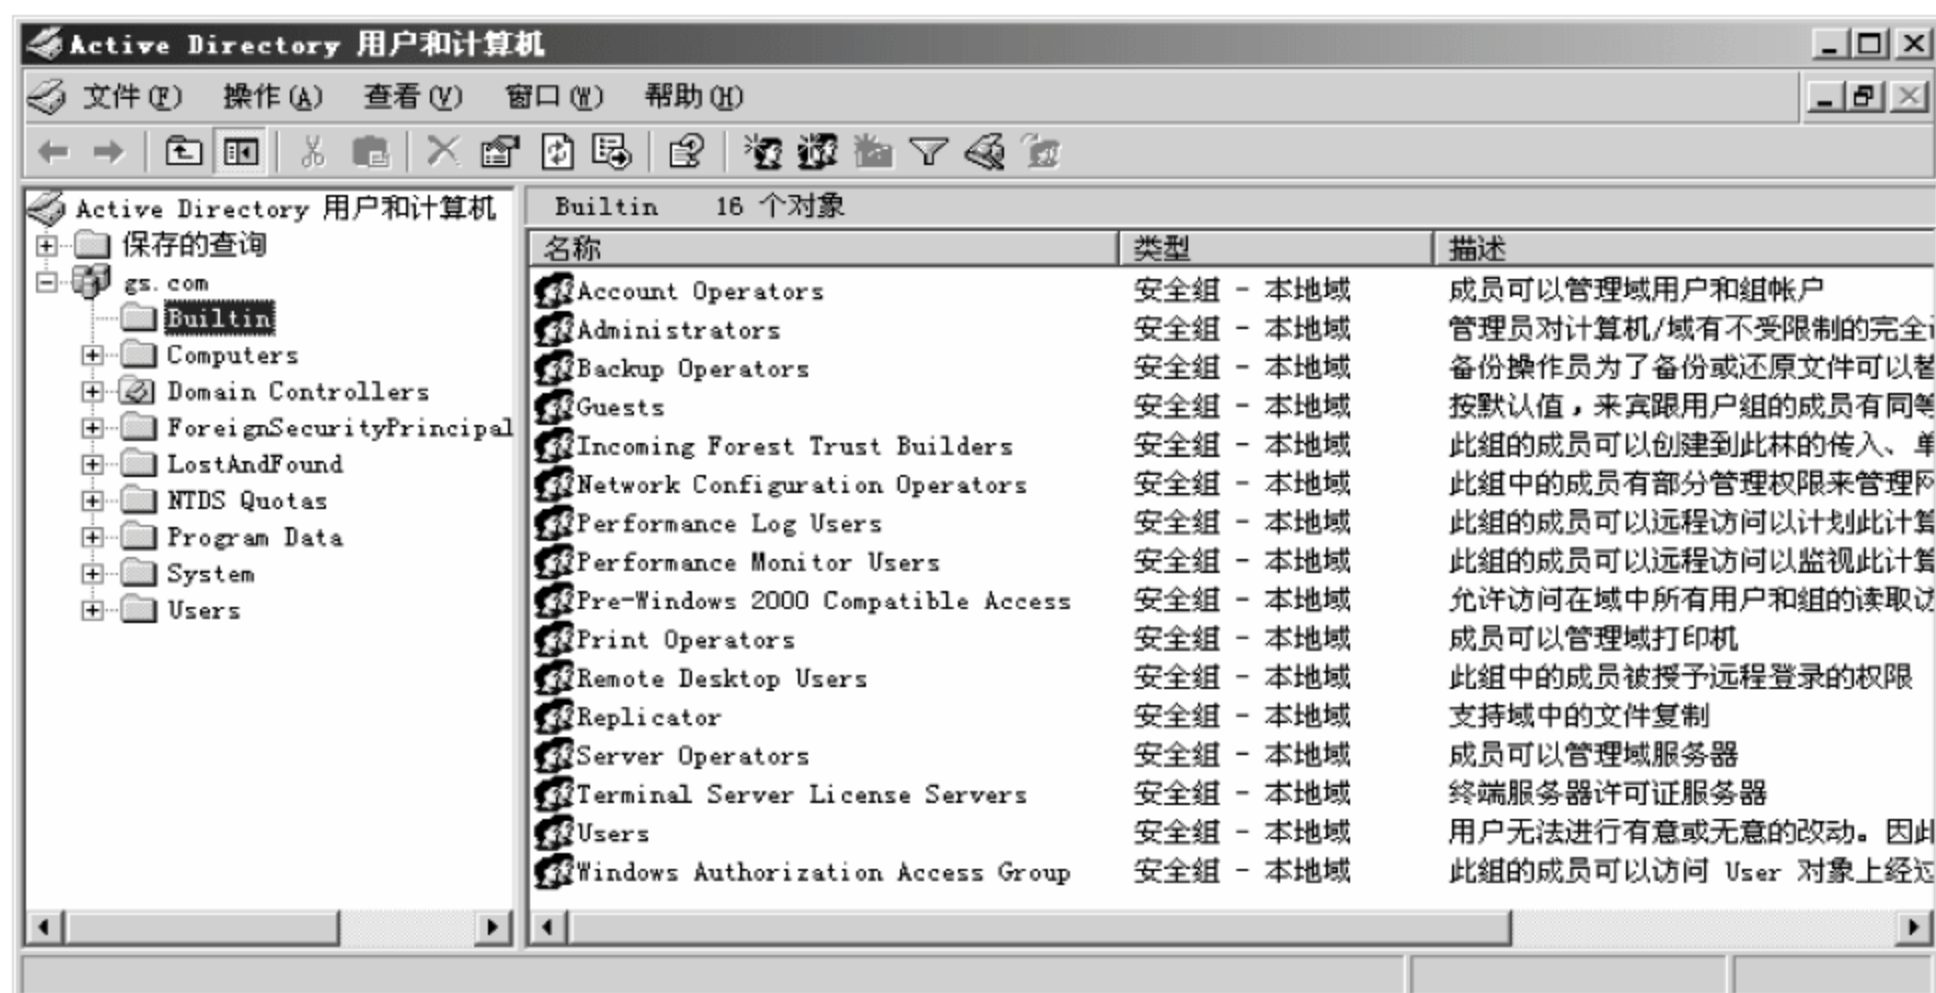 Active Directory 用户和计算机
文件(F) 操作(A) 查看(V) 窗口(W) 帮助(H)
Active Directory 用户和计算机
保存的查询
gs.com
Builtin
Computers
Domain Controllers
ForeignSecurityPrincipal
LostAndFound
NTDS Quotas
Program Data
System
Users
Builtin 16 个对象
名称 类型 描述
Account Operators 安全组 - 本地域 成员可以管理域用户和组帐户
Administrators 安全组 - 本地域 管理员对计算机/域有不受限制的完全
Backup Operators 安全组 - 本地域 备份操作员为了备份或还原文件可以替
Guests 安全组 - 本地域 按默认值，来宾跟用户组的成员有同等
Incoming Forest Trust Builders 安全组 - 本地域 此组的成员可以创建到此林的传入、单
Network Configuration Operators 安全组 - 本地域 此组中的成员有部分管理权限来管理网
Performance Log Users 安全组 - 本地域 此组的成员可以远程访问以计划此计算
Performance Monitor Users 安全组 - 本地域 此组的成员可以远程访问以监视此计算
Pre-Windows 2000 Compatible Access 安全组 - 本地域 允许访问在域中所有用户和组的读取访
Print Operators 安全组 - 本地域 成员可以管理域打印机
Remote Desktop Users 安全组 - 本地域 此组中的成员被授予远程登录的权限
Replicator 安全组 - 本地域 支持域中的文件复制
Server Operators 安全组 - 本地域 成员可以管理域服务器
Terminal Server License Servers 安全组 - 本地域 终端服务器许可证服务器
Users 安全组 - 本地域 用户无法进行有意或无意的改动。因此
Windows Authorization Access Group 安全组 - 本地域 此组的成员可以访问 User 对象上经过